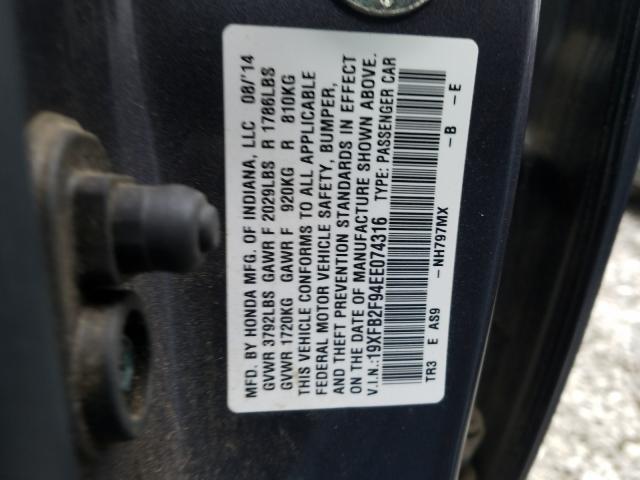 MFD. BY HONDA MFG. OF INDIANA, LLC 08/'14
GVWR 3792LBS GAWR F 2029LBS R 1786LBS
GVWR 1720KG GAWR F 920KG R 810KG
THIS VEHICLE CONFORMS TO ALL APPLICABLE
FEDERAL MOTOR VEHICLE SAFETY, BUMPER,
AND THEFT PREVENTION STANDARDS IN EFFECT
ON THE DATE OF MANUFACTURE SHOWN ABOVE.
V.I.N.:19XFB2F94EE074316 TYPE: PASSENGER CAR
TR3 E AS9 -NH797MX -B -E